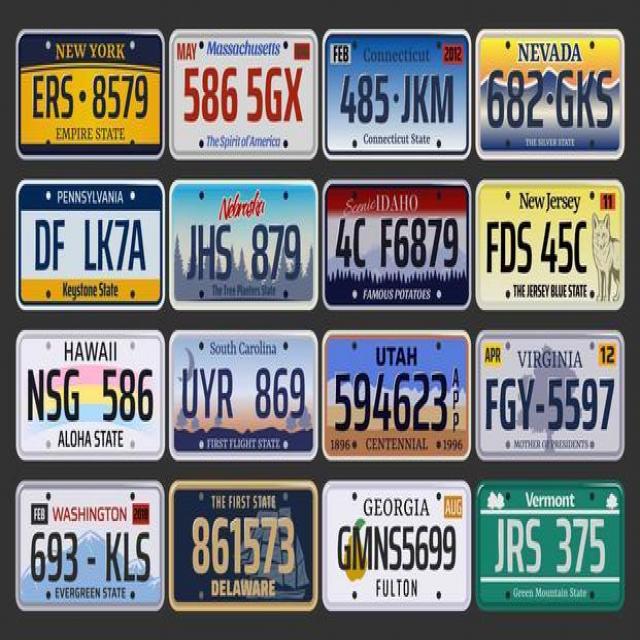 NEW YORK
ERS·8579
EMPIRE STATE
MAY Massachusetts
586 5GX
The Spirit of America
FEB Connecticut 2012
485·JKM
Connecticut State
NEVADA
682·GKS
THE SILVER STATE
PENNSYLVANIA
DF LK7A
Keystone State
Nebraska
JHS 879
The Tree Planters State
Scenic IDAHO
4C F6879
FAMOUS POTATOES
New Jersey 11
FDS 45C
THE JERSEY BLUE STATE
HAWAII
NSG 586
ALOHA STATE
South Carolina
UYR 869
FIRST FLIGHT STATE
UTAH
594623 APP
1896 CENTENNIAL 1996
APR VIRGINIA 12
FGY-5597
MOTHER OF PRESIDENTS
FEB WASHINGTON 2010
693 - KLS
EVERGREEN STATE
THE FIRST STATE
861573
DELAWARE
GEORGIA AUG
GMNS5699
FULTON
Vermont
JRS 375
Green Mountain State